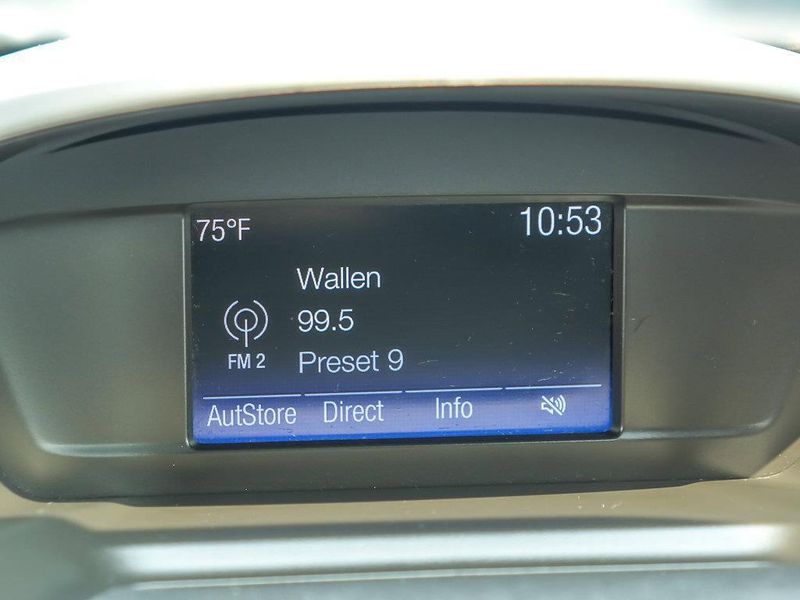 75°F 10:53
Wallen
99.5
FM 2 Preset 9
AutStore Direct Info